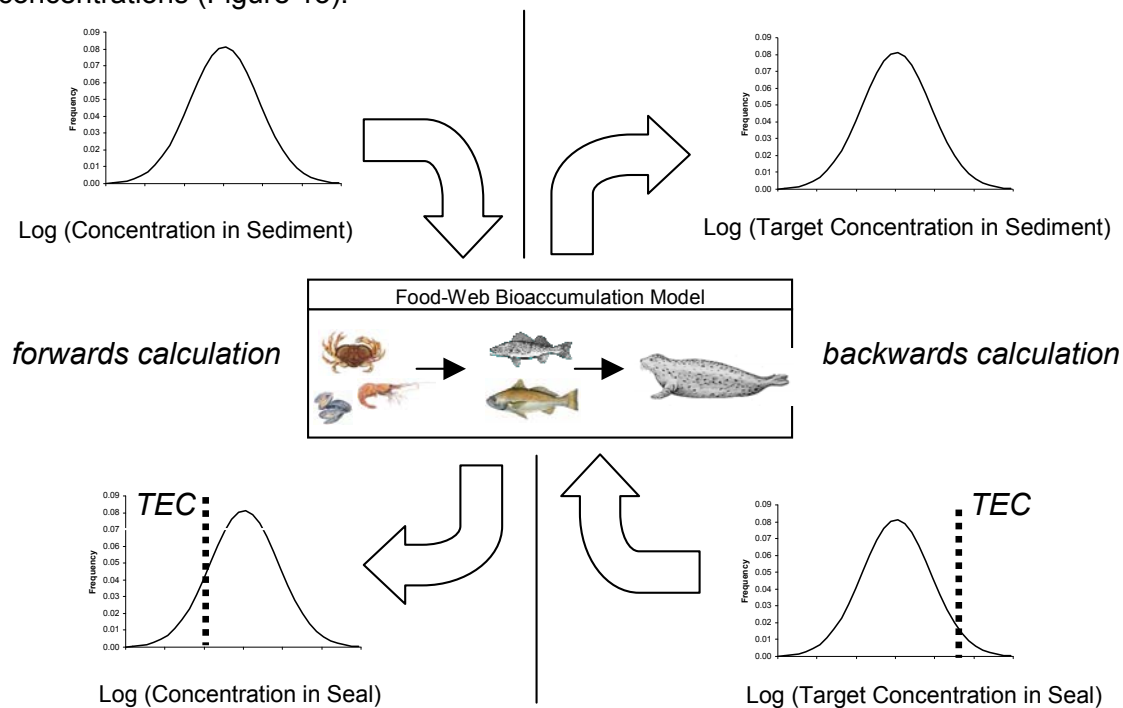 concentrations (Figure 13).
0.09
0.08
0.07
0.06
0.05
0.04
0.03
0.02
0.01
0.00
Frequency
Log (Concentration in Sediment)
0.09
0.08
0.07
0.06
0.05
0.04
0.03
0.02
0.01
0.00
Frequency
Log (Target Concentration in Sediment)
Food-Web Bioaccumulation Model
forwards calculation
backwards calculation
TEC
0.09
0.08
0.07
0.06
0.05
0.04
0.03
0.02
0.01
0.00
Frequency
Log (Concentration in Seal)
TEC
0.09
0.08
0.07
0.06
0.05
0.04
0.03
0.02
0.01
0.00
Frequency
Log (Target Concentration in Seal)